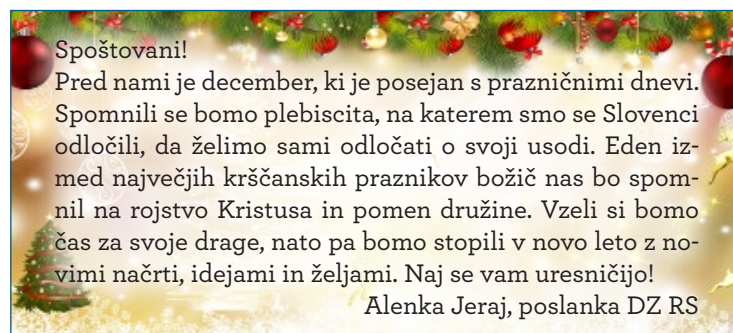 Spoštovani!
Pred nami je december, ki je posejan s prazničnimi dnevi.
Spomnili se bomo plebiscita, na katerem smo se Slovenci
odločili, da želimo sami odločati o svoji usodi. Eden iz-
med največjih krščanskih praznikov božič nas bo spom-
nil na rojstvo Kristusa in pomen družine. Vzeli si bomo
čas za svoje drage, nato pa bomo stopili v novo leto z no-
vimi načrti, idejami in željami. Naj se vam uresničijo!
Alenka Jeraj, poslanka DZ RS